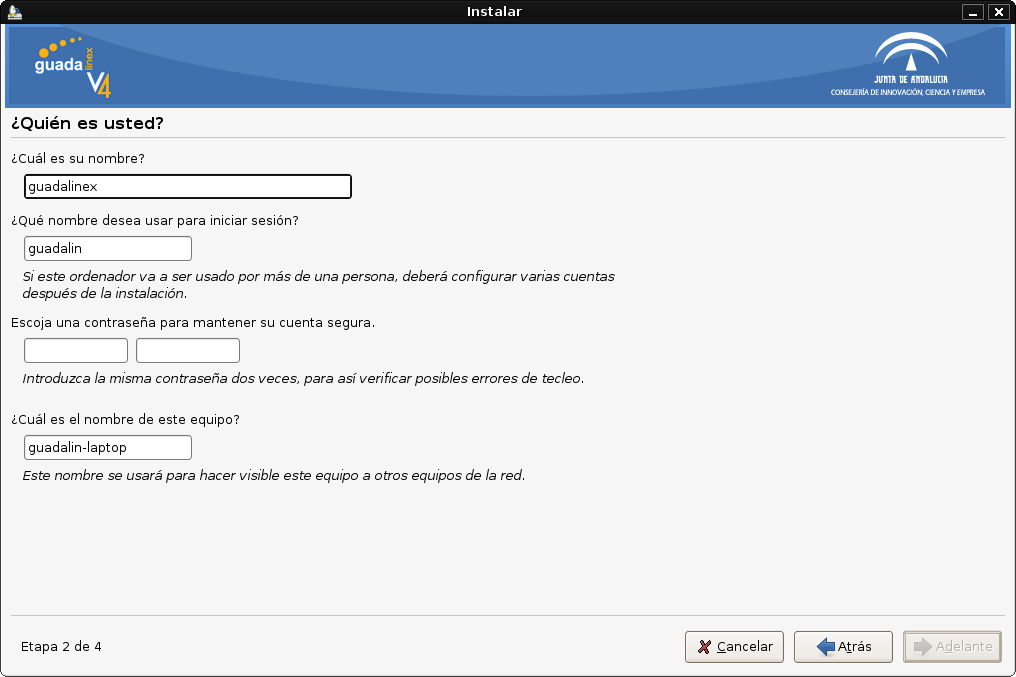 Instalar
guada
linex
V4
JUNTA DE ANDALUCIA
CONSEJERÍA DE INNOVACIÓN, CIENCIA Y EMPRESA
¿Quién es usted?
¿Cuál es su nombre?
guadalinex
¿Qué nombre desea usar para iniciar sesión?
guadalin
Si este ordenador va a ser usado por más de una persona, deberá configurar varias cuentas
después de la instalación.
Escoja una contraseña para mantener su cuenta segura.
Introduzca la misma contraseña dos veces, para así verificar posibles errores de tecleo.
¿Cuál es el nombre de este equipo?
guadalin-laptop
Este nombre se usará para hacer visible este equipo a otros equipos de la red.
Etapa 2 de 4
Cancelar
Atrás
Adelante